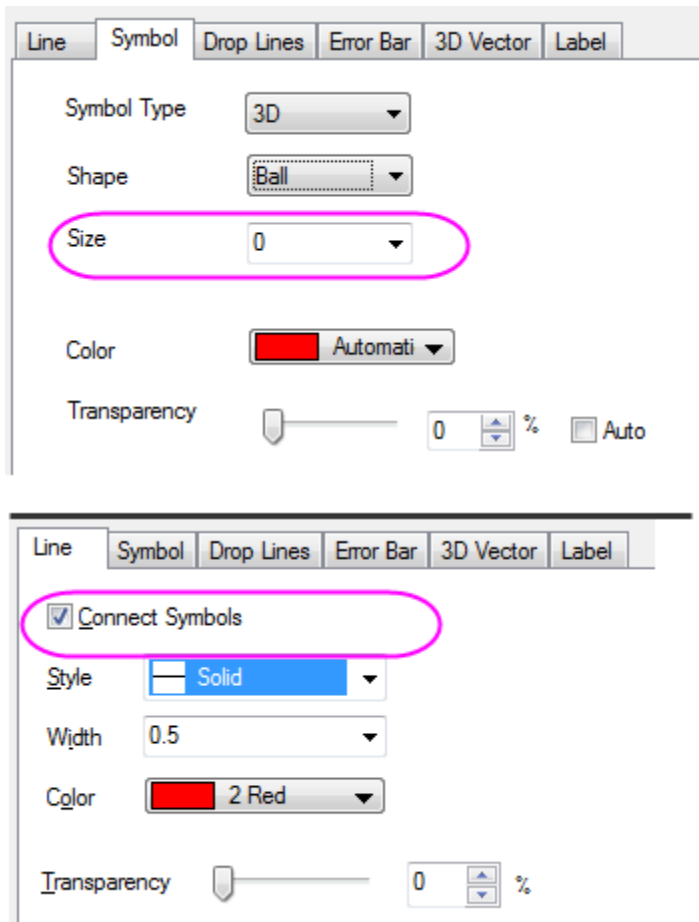 Line Symbol Drop Lines Error Bar 3D Vector Label
Symbol Type 3D
Shape Ball
Size 0
Color Automati
Transparency 0 % Auto
Line Symbol Drop Lines Error Bar 3D Vector Label
Connect Symbols
Style Solid
Width 0.5
Color 2 Red
Transparency 0 %